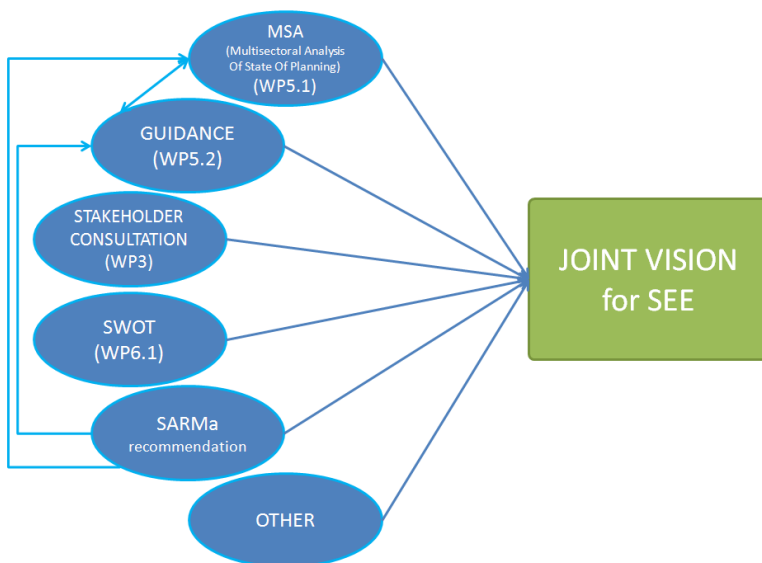 MSA
(Multisectoral Analysis
Of State Of Planning)
(WP5.1)
GUIDANCE
(WP5.2)
STAKEHOLDER
CONSULTATION
(WP3)
SWOT
(WP6.1)
SARMa
recommendation
OTHER
JOINT VISION
for SEE